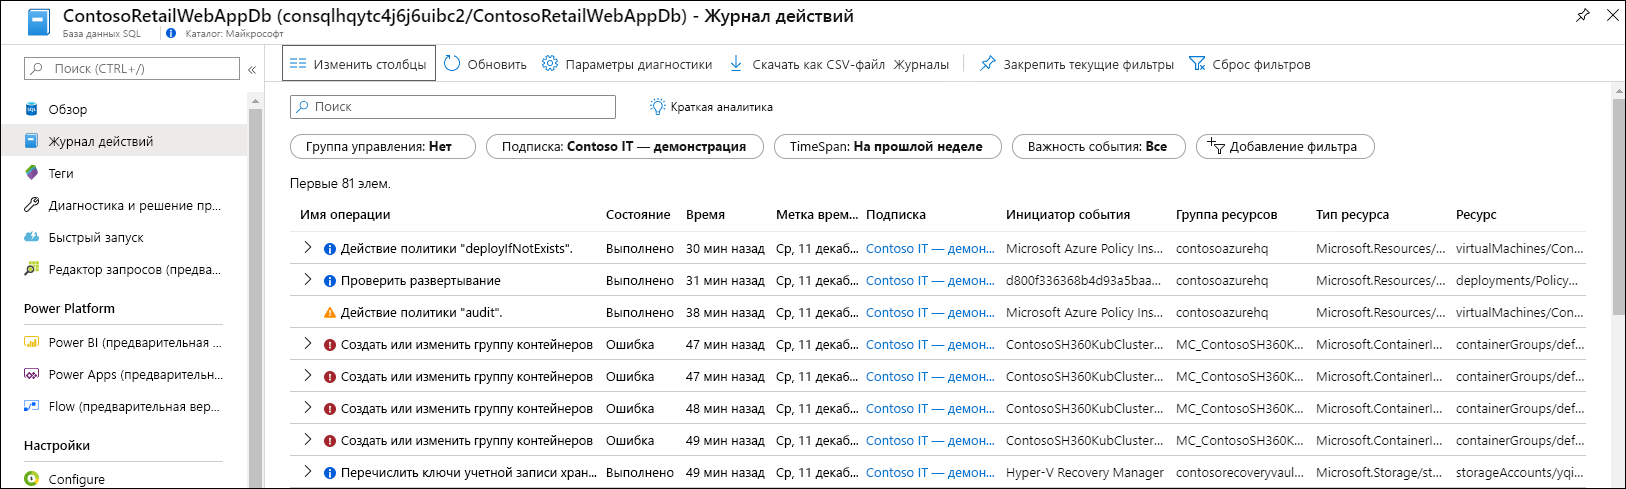 ContosoRetailWebAppDb (consqlhqytc4j6j6uibc2/ContosoRetailWebAppDb) - Журнал действий
База данных SQL Каталог: Майкрософт
Поиск (CTRL+/)
Обзор
Журнал действий
Теги
Диагностика и решение пр...
Быстрый запуск
Редактор запросов (предва...
Power Platform
Power BI (предварительная ...
Power Apps (предварительн...
Flow (предварительная вер...
Настройки
Configure
Изменить столбцы Обновить Параметры диагностики Скачать как CSV-файл Журналы Закрепить текущие фильтры Сброс фильтров
Поиск Краткая аналитика
Группа управления: Нет Подписка: Contoso IT — демонстрация TimeSpan: На прошлой неделе Важность события: Все Добавление фильтра
Первые 81 элем.
Имя операции Состояние Время Метка врем... Подписка Инициатор события Группа ресурсов Тип ресурса Ресурс
Действие политики "deployIfNotExists". Выполнено 30 мин назад Ср, 11 декаб... Contoso IT — демон... Microsoft Azure Policy Ins... contosoazurehq Microsoft.Resources/... virtualMachines/Con...
Проверить развертывание Выполнено 31 мин назад Ср, 11 декаб... Contoso IT — демон... d800f336368b4d93a5baa... contosoazurehq Microsoft.Resources/... deployments/Policy...
Действие политики "audit". Выполнено 38 мин назад Ср, 11 декаб... Contoso IT — демон... Microsoft Azure Policy Ins... contosoazurehq Microsoft.Resources/... virtualMachines/Con...
Создать или изменить группу контейнеров Ошибка 47 мин назад Ср, 11 декаб... Contoso IT — демон... ContosoSH360KubCluster... MC_ContosoSH360K... Microsoft.ContainerI... containerGroups/def...
Создать или изменить группу контейнеров Ошибка 47 мин назад Ср, 11 декаб... Contoso IT — демон... ContosoSH360KubCluster... MC_ContosoSH360K... Microsoft.ContainerI... containerGroups/def...
Создать или изменить группу контейнеров Ошибка 48 мин назад Ср, 11 декаб... Contoso IT — демон... ContosoSH360KubCluster... MC_ContosoSH360K... Microsoft.ContainerI... containerGroups/def...
Создать или изменить группу контейнеров Ошибка 49 мин назад Ср, 11 декаб... Contoso IT — демон... ContosoSH360KubCluster... MC_ContosoSH360K... Microsoft.ContainerI... containerGroups/def...
Перечислить ключи учетной записи хран... Выполнено 49 мин назад Ср, 11 декаб... Contoso IT — демон... Hyper-V Recovery Manager contosorecoveryvaul... Microsoft.Storage/st... storageAccounts/yqi...